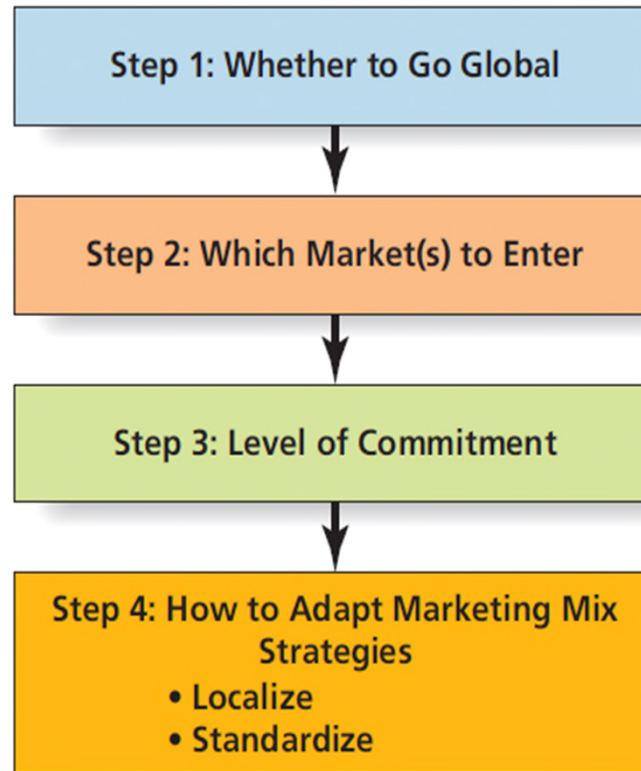 Step 1: Whether to Go Global
Step 2: Which Market(s) to Enter
Step 3: Level of Commitment
Step 4: How to Adapt Marketing Mix
Strategies
• Localize
• Standardize